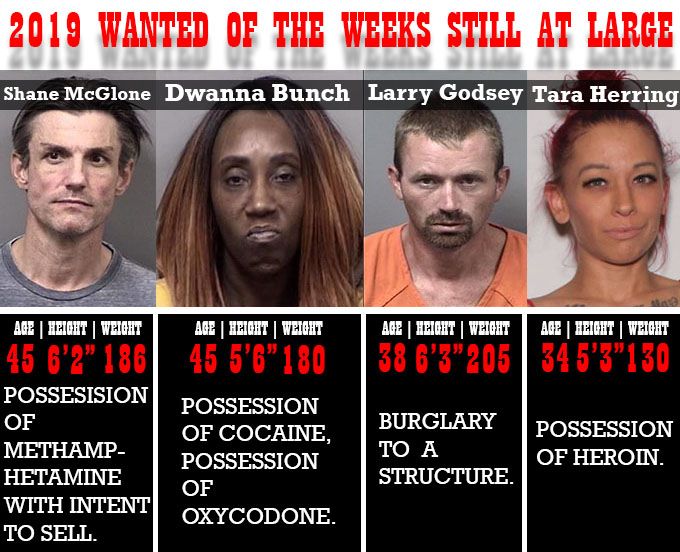 2019 WANTED OF THE WEEKS STILL AT LARGE
Shane McGlone
Dwanna Bunch
Larry Godsey
Tara Herring
AGE | HEIGHT | WEIGHT
45 6'2" 186
POSSESISION
OF
METHAMP-
HETAMINE
WITH INTENT
TO SELL.
AGE | HEIGHT | WEIGHT
45 5'6" 180
POSSESSION
OF COCAINE,
POSSESSION
OF
OXYCODONE.
AGE | HEIGHT | WEIGHT
38 6'3" 205
BURGLARY
TO A
STRUCTURE.
AGE | HEIGHT | WEIGHT
34 5'3" 130
POSSESSION
OF HEROIN.